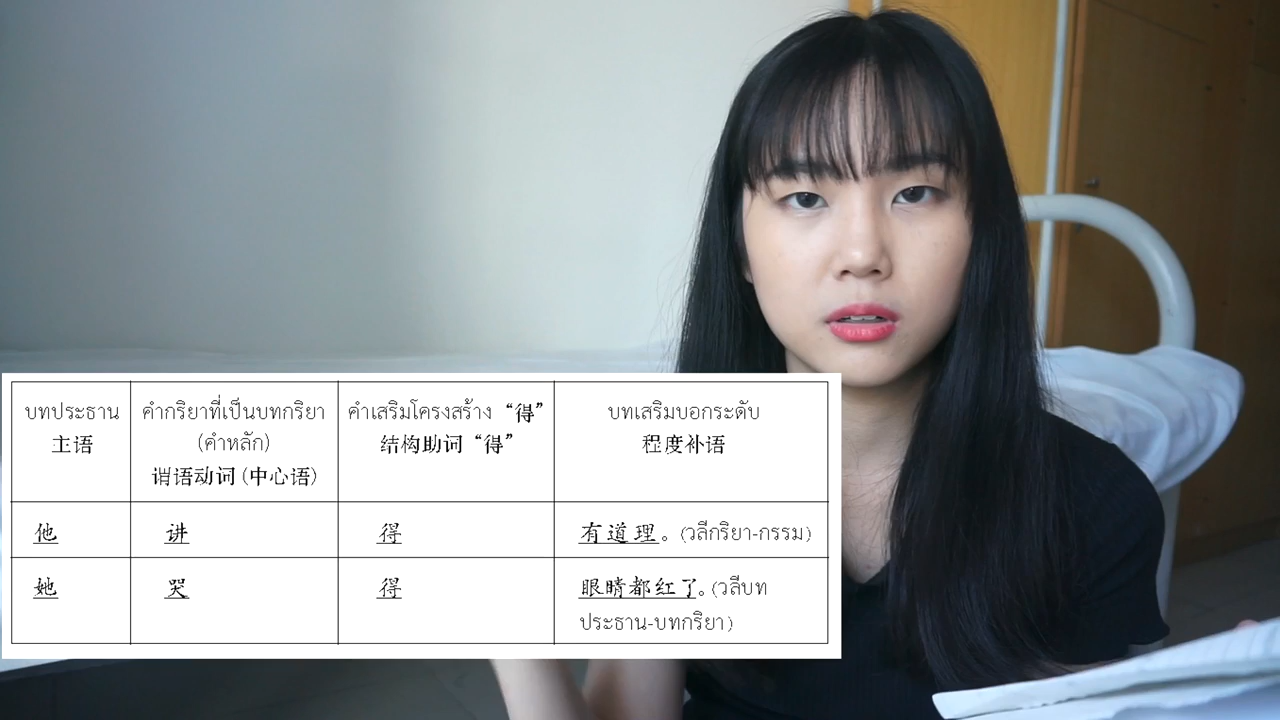 บทประธาน
主语
คำกริยาที่เป็นบทกริยา
(คำหลัก)
谓语动词 (中心语)
คำเสริมโครงสร้าง “得”
结构助词 “得”
บทเสริมบอกระดับ
程度补语
他
讲
得
有道理。(วลีกริยา-กรรม)
她
哭
得
眼睛都红了。(วลีบท
ประธาน-บทกริยา)